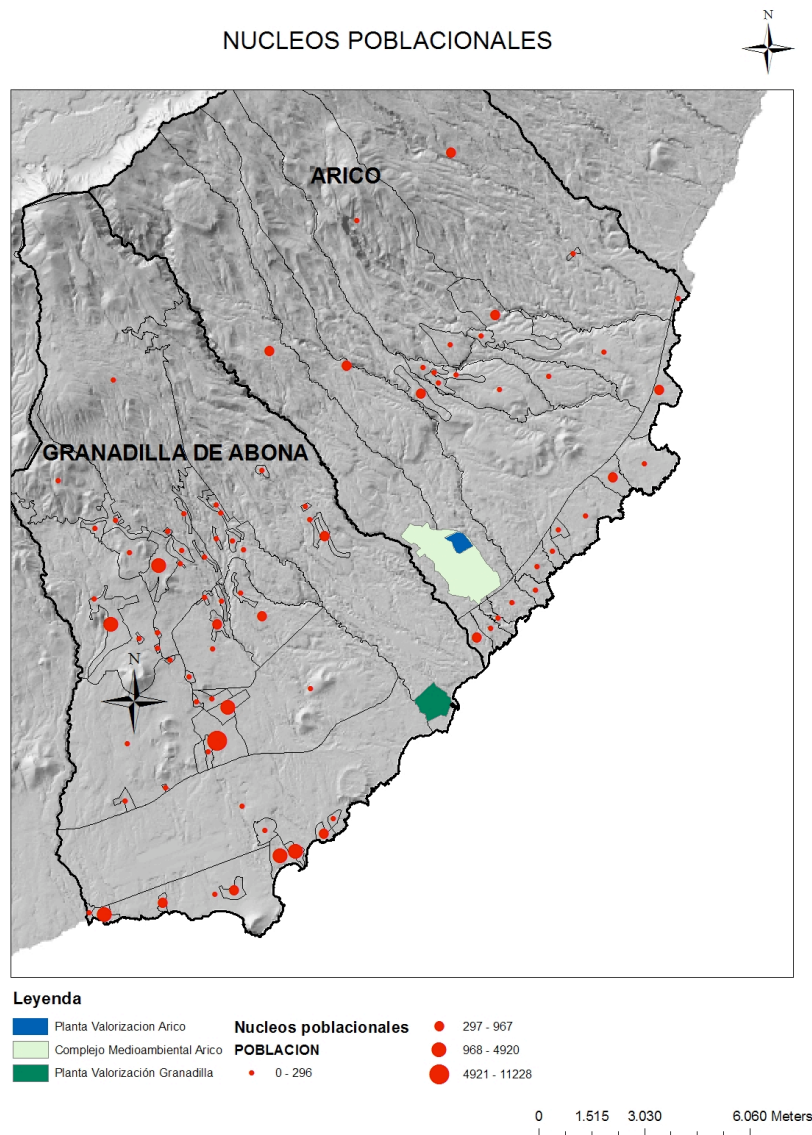 NUCLEOS POBLACIONALES
N
ARICO
GRANADILLA DE ABONA
N
Leyenda
Planta Valorizacion Arico
Complejo Medioambiental Arico
Planta Valorización Granadilla
Nucleos poblacionales
POBLACION
0 - 296
297 - 967
968 - 4920
4921 - 11228
0 1.515 3.030 6.060 Meters